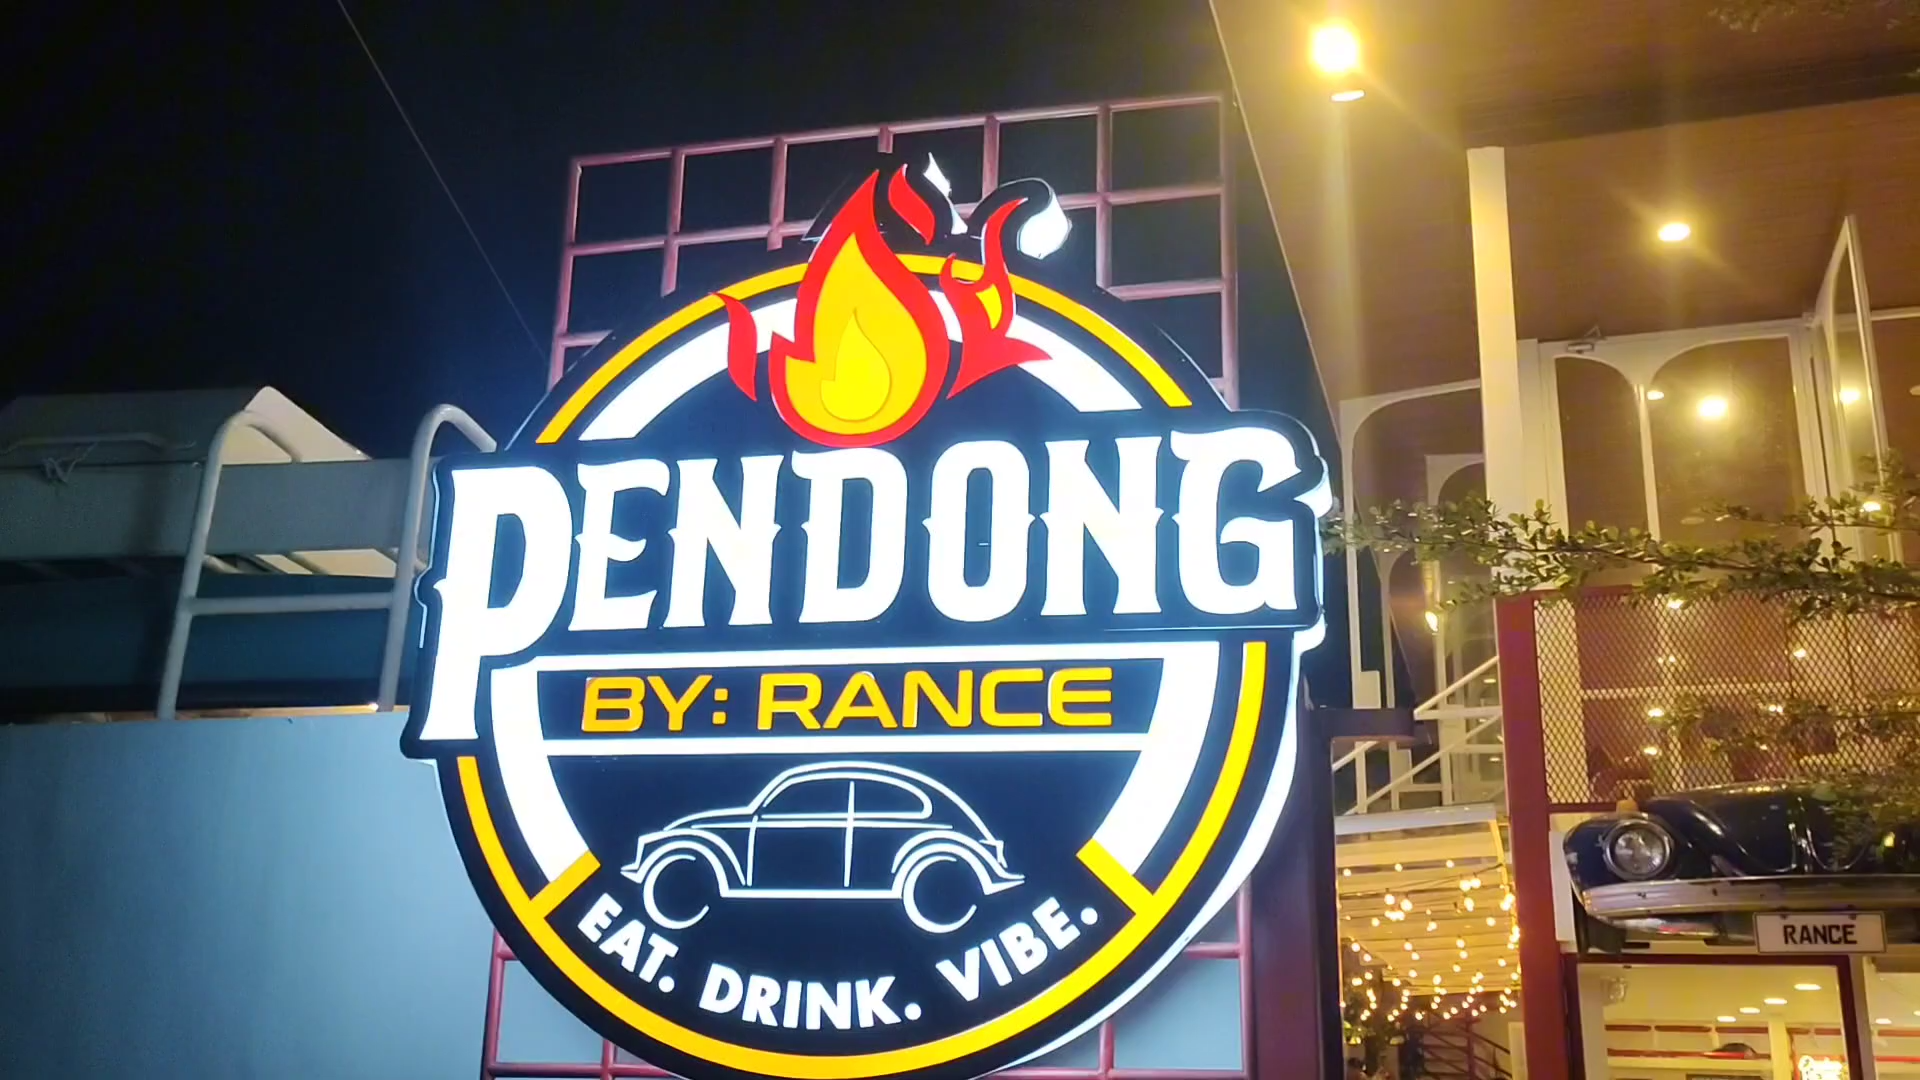 PENDONG
BY: RANCE
EAT. DRINK. VIBE.
RANCE